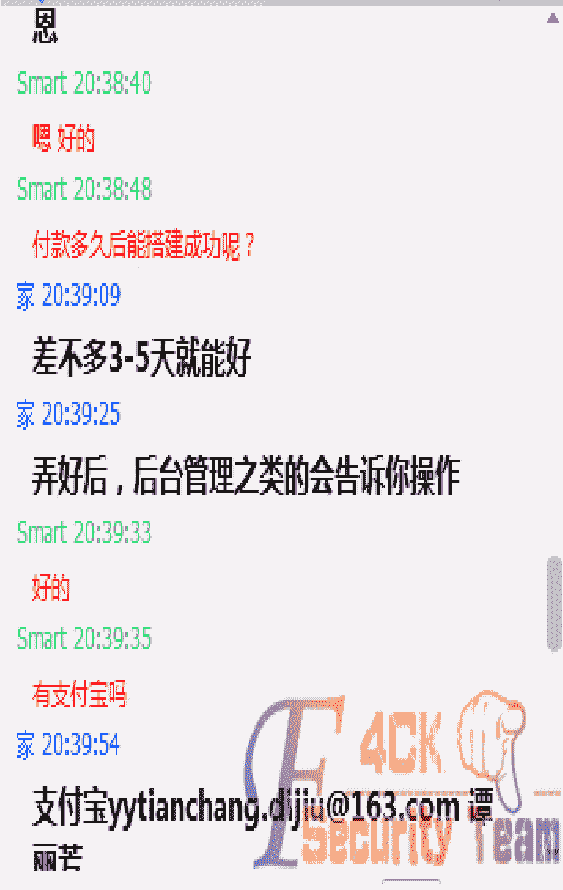 恩
Smart 20:38:40
嗯 好的
Smart 20:38:48
付款多久后能搭建成功呢？
家 20:39:09
差不多3-5天就能好
家 20:39:25
弄好后，后台管理之类的会告诉你操作
Smart 20:39:33
好的
Smart 20:39:35
有支付宝吗
家 20:39:54
支付宝yytianchang.dijiu@163.com 谭
丽芒
F4CK
Security Team